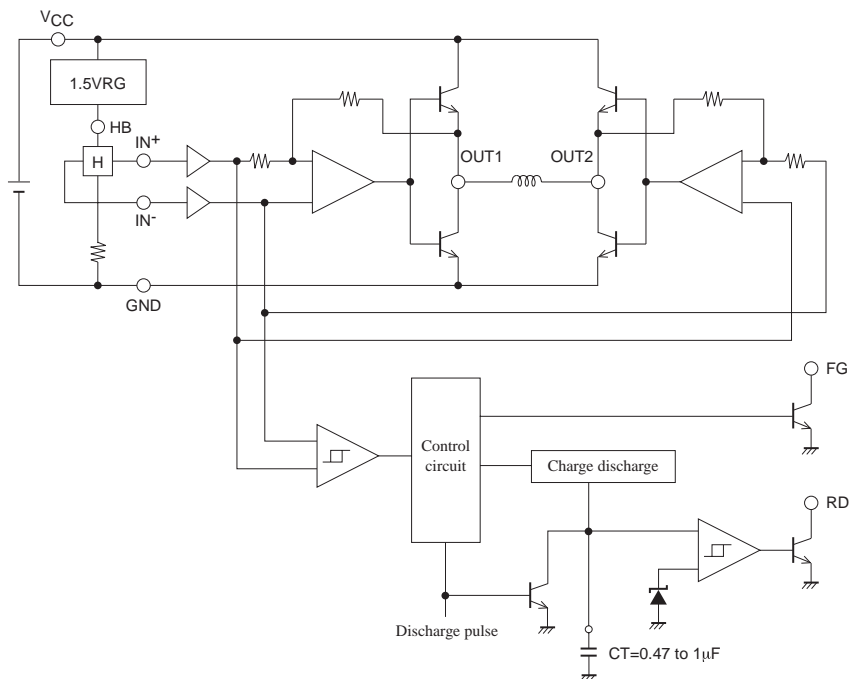 VCC
1.5VRG
HB
IN+
H
IN-
OUT1
OUT2
GND
FG
Control
circuit
Charge discharge
RD
Discharge pulse
CT=0.47 to 1μF